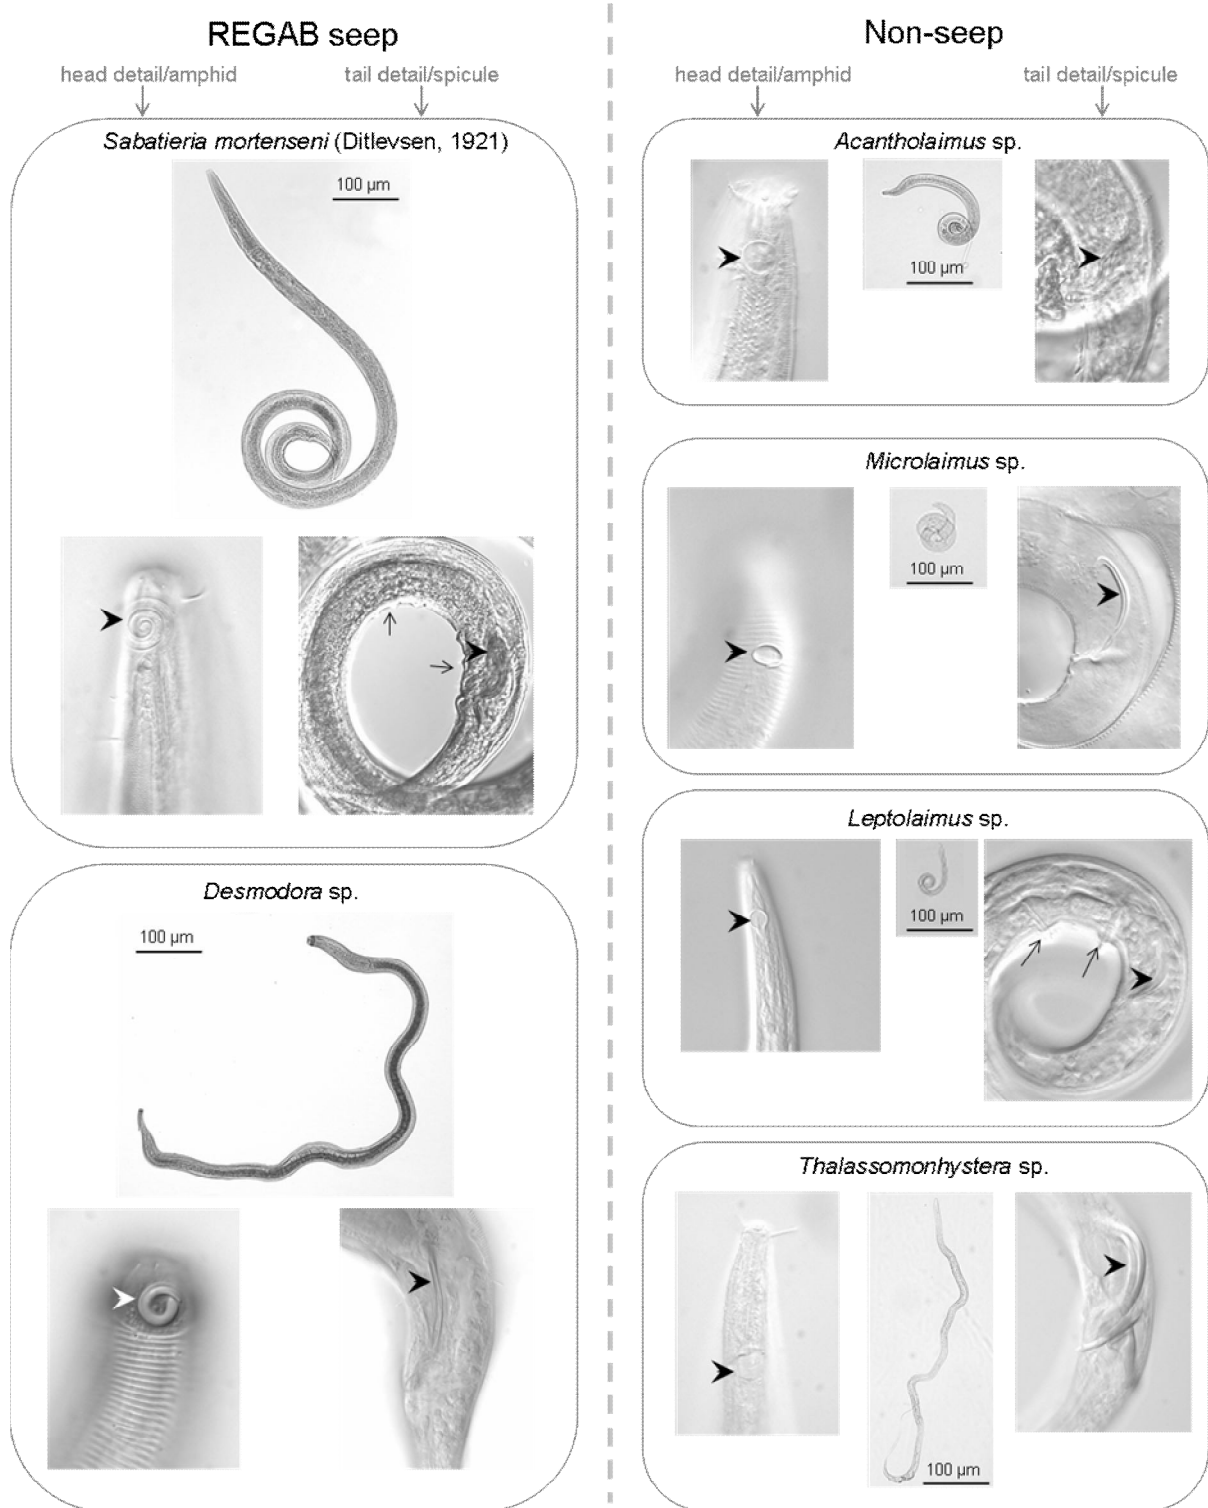 REGAB seep
head detail/amphid
tail detail/spicule
Sabatieria mortenseni (Ditlevsen, 1921)
100 µm
Desmodora sp.
100 µm
Non-seep
head detail/amphid
tail detail/spicule
Acantholaimus sp.
100 µm
Microlaimus sp.
100 µm
Leptolaimus sp.
100 µm
Thalassomonhystera sp.
100 µm